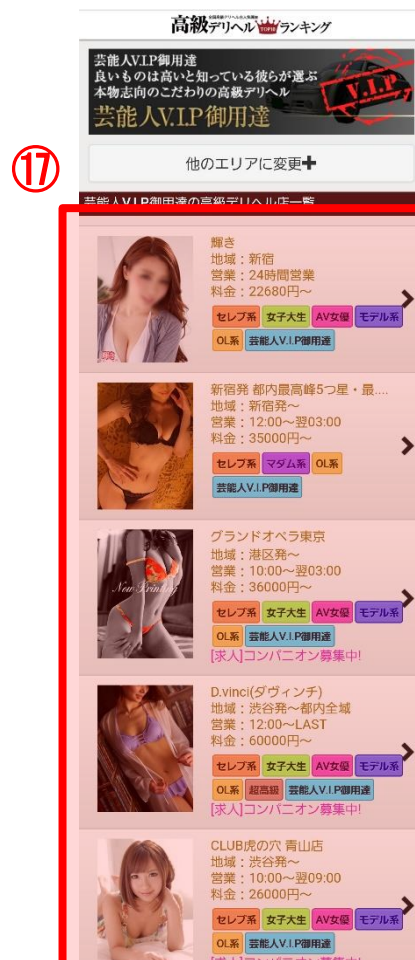 高級デリヘルTOP10ランキング
芸能人V.I.P御用達
良いものは高いと知っている彼らが選ぶ
本物志向のこだわりの高級デリヘル
芸能人V.I.P御用達
V.I.P
⑰
他のエリアに変更✚
芸能人V.I.P御用達の高級デリヘル店一覧
輝き
地域:新宿
営業:24時間営業
料金:22680円~
セレブ系 女子大生 AV女優 モデル系
OL系 芸能人V.I.P御用達
新宿発 都内最高峰5つ星・最....
地域:新宿発~
営業:12:00~翌03:00
料金:35000円~
セレブ系 マダム系 OL系
芸能人V.I.P御用達
グランドオペラ東京
地域:港区発~
営業:10:00~翌03:00
料金:36000円~
セレブ系 女子大生 AV女優 モデル系
OL系 芸能人V.I.P御用達
[求人]コンパニオン募集中!
D.vinci(ダヴィンチ)
地域:渋谷発~都内全域
営業:12:00~LAST
料金:60000円~
セレブ系 女子大生 AV女優 モデル系
OL系 超高級 芸能人V.I.P御用達
[求人]コンパニオン募集中!
CLUB虎の穴 青山店
地域:渋谷発~
営業:10:00~翌09:00
料金:26000円~
セレブ系 女子大生 AV女優 モデル系
OL系 芸能人V.I.P御用達
[求人]コンパニオン募集中!